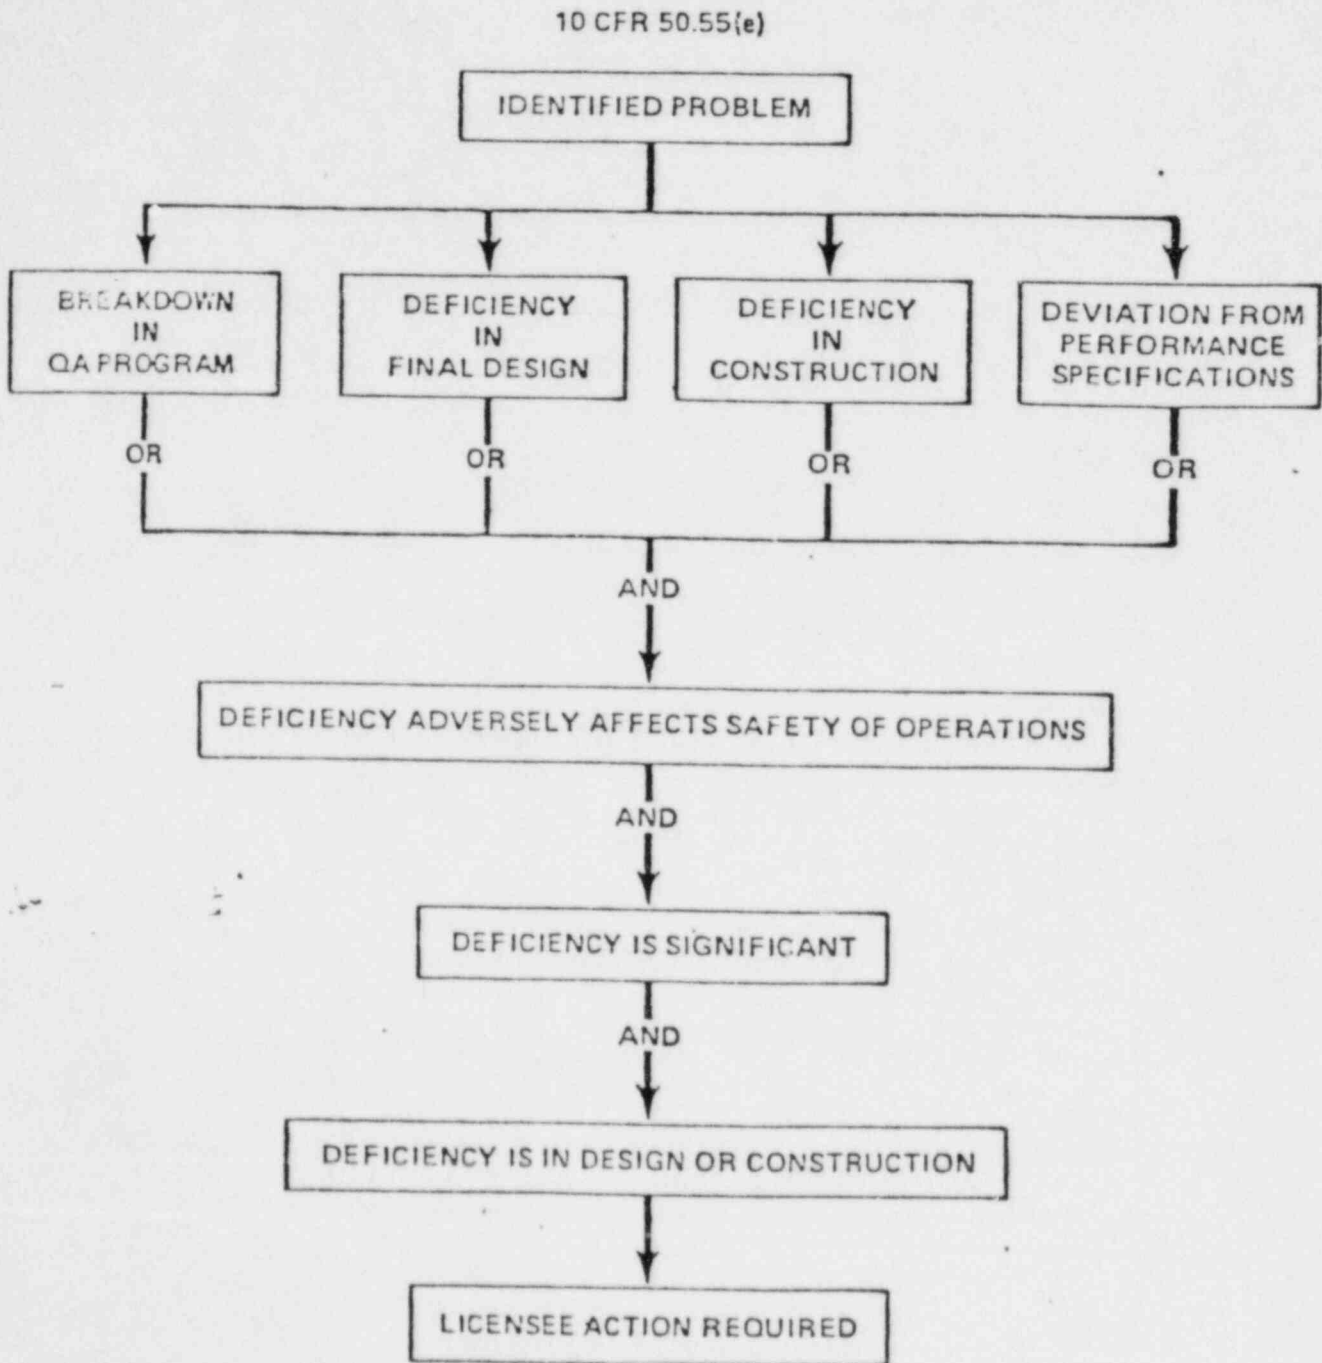 10 CFR 50.55(e)
IDENTIFIED PROBLEM
BREAKDOWN
IN
QA PROGRAM
DEFICIENCY
IN
FINAL DESIGN
DEFICIENCY
IN
CONSTRUCTION
DEVIATION FROM
PERFORMANCE
SPECIFICATIONS
OR
OR
OR
OR
AND
DEFICIENCY ADVERSELY AFFECTS SAFETY OF OPERATIONS
AND
DEFICIENCY IS SIGNIFICANT
AND
DEFICIENCY IS IN DESIGN OR CONSTRUCTION
LICENSEE ACTION REQUIRED